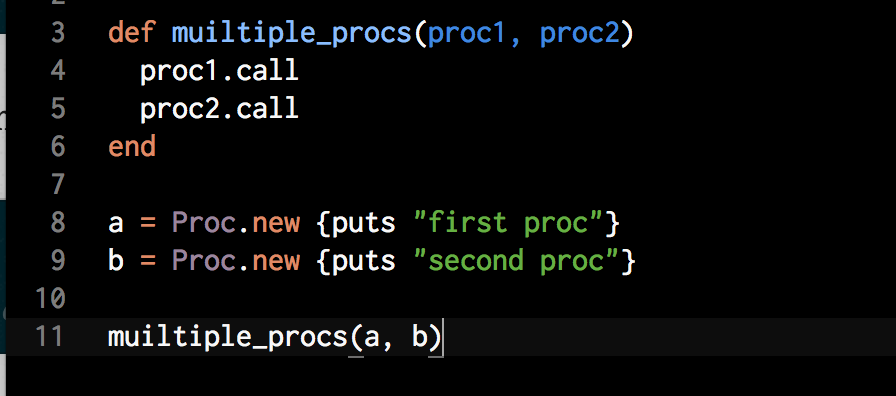 3 def muiltiple_procs(proc1, proc2)
4 proc1.call
5 proc2.call
6 end
7
8 a = Proc.new {puts "first proc"}
9 b = Proc.new {puts "second proc"}
10
11 muiltiple_procs(a, b)